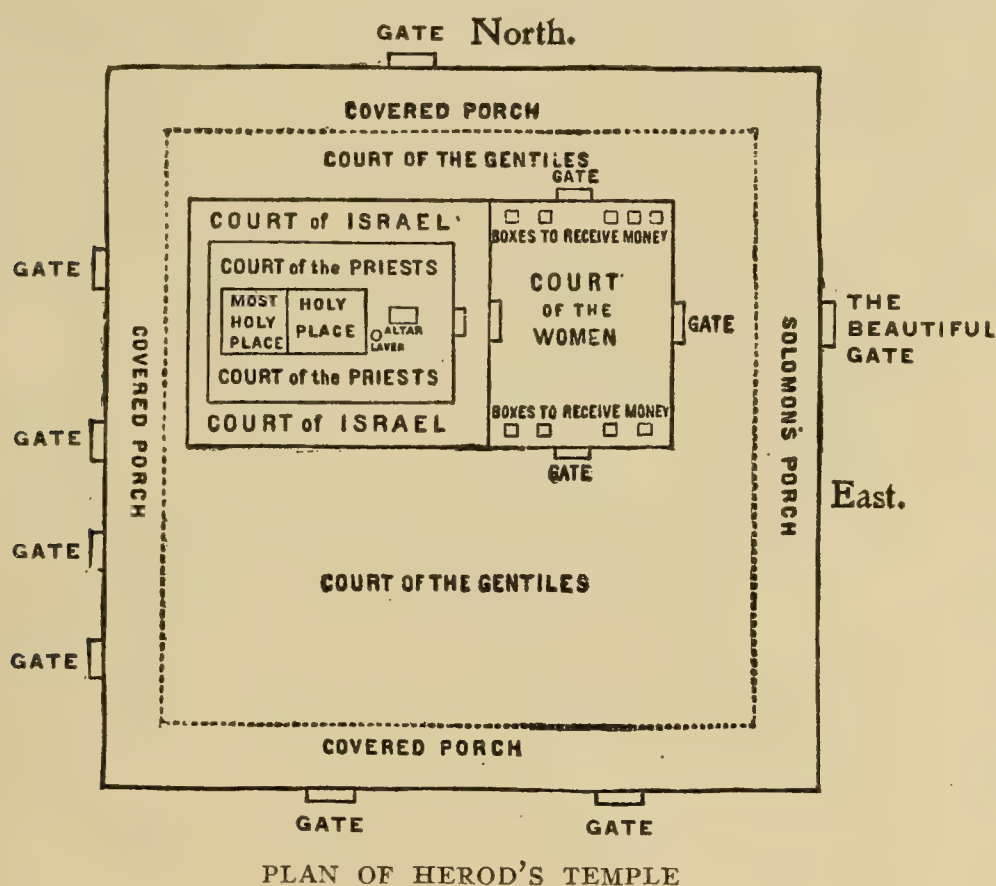 GATE North.
COVERED PORCH
COURT OF THE GENTILES
GATE
COURT of ISRAEL
BOXES TO RECEIVE MONEY
COURT of the PRIESTS
GATE
COURT
OF THE
WOMEN
MOST
HOLY
PLACE
HOLY
PLACE
ALTAR
LAVER
GATE
THE
BEAUTIFUL
GATE
COVERED PORCH
SOLOMON'S PORCH
COURT of the PRIESTS
BOXES TO RECEIVE MONEY
COURT of ISRAEL
GATE
GATE
East.
GATE
COURT OF THE GENTILES
GATE
COVERED PORCH
GATE
GATE
PLAN OF HEROD'S TEMPLE